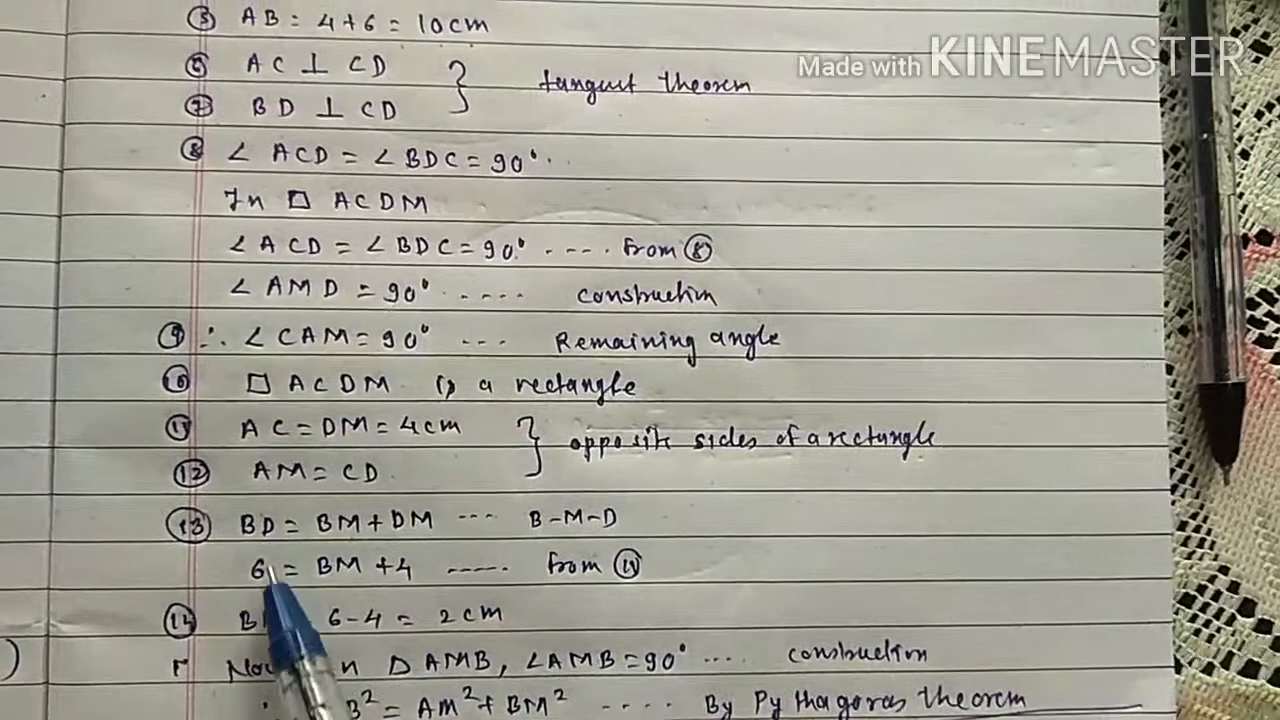 Made with KINEMASTER
⑤ AB = 4+6 = 10cm
⑥ AC ⊥ CD
⑦ BD ⊥ CD } tangent theorem
⑧ ∠ ACD = ∠ BDC = 90°..
In □ ACDM
∠ ACD = ∠ BDC = 90° ---- from ⑧
∠ AMD = 90° ..... construction
⑨ ∴ ∠ CAM = 90° --- Remaining angle
⑩ □ ACDM is a rectangle
⑪ AC = DM = 4cm } opposite sides of a rectangle
⑫ AM = CD
⑬ BD = BM + DM --- B-M-D
6 = BM + 4 ----- from ⑪
⑭ 6-4 = 2cm
△ AMB, ∠AMB = 90° .... construction
= AM² + BM² ---- By Pythagoras theorem
)